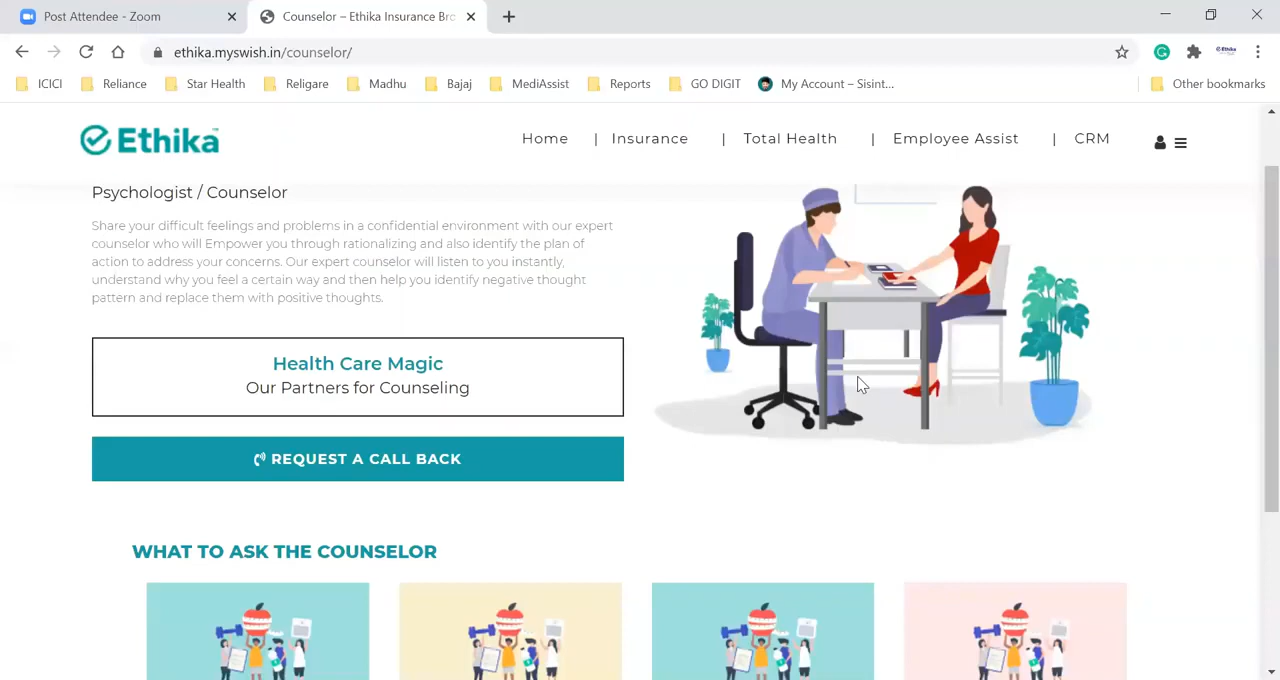 Post Attendee - Zoom
Counselor – Ethika Insurance Bro
ethika.myswish.in/counselor/
ICICI
Reliance
Star Health
Religare
Madhu
Bajaj
MediAssist
Reports
GO DIGIT
My Account – Sisint...
Other bookmarks
Ethika
Home | Insurance | Total Health | Employee Assist | CRM
Psychologist / Counselor
Share your difficult feelings and problems in a confidential environment with our expert
counselor who will Empower you through rationalizing and also identify the plan of
action to address your concerns. Our expert counselor will listen to you instantly,
understand why you feel a certain way and then help you identify negative thought
pattern and replace them with positive thoughts.
Health Care Magic
Our Partners for Counseling
REQUEST A CALL BACK
WHAT TO ASK THE COUNSELOR